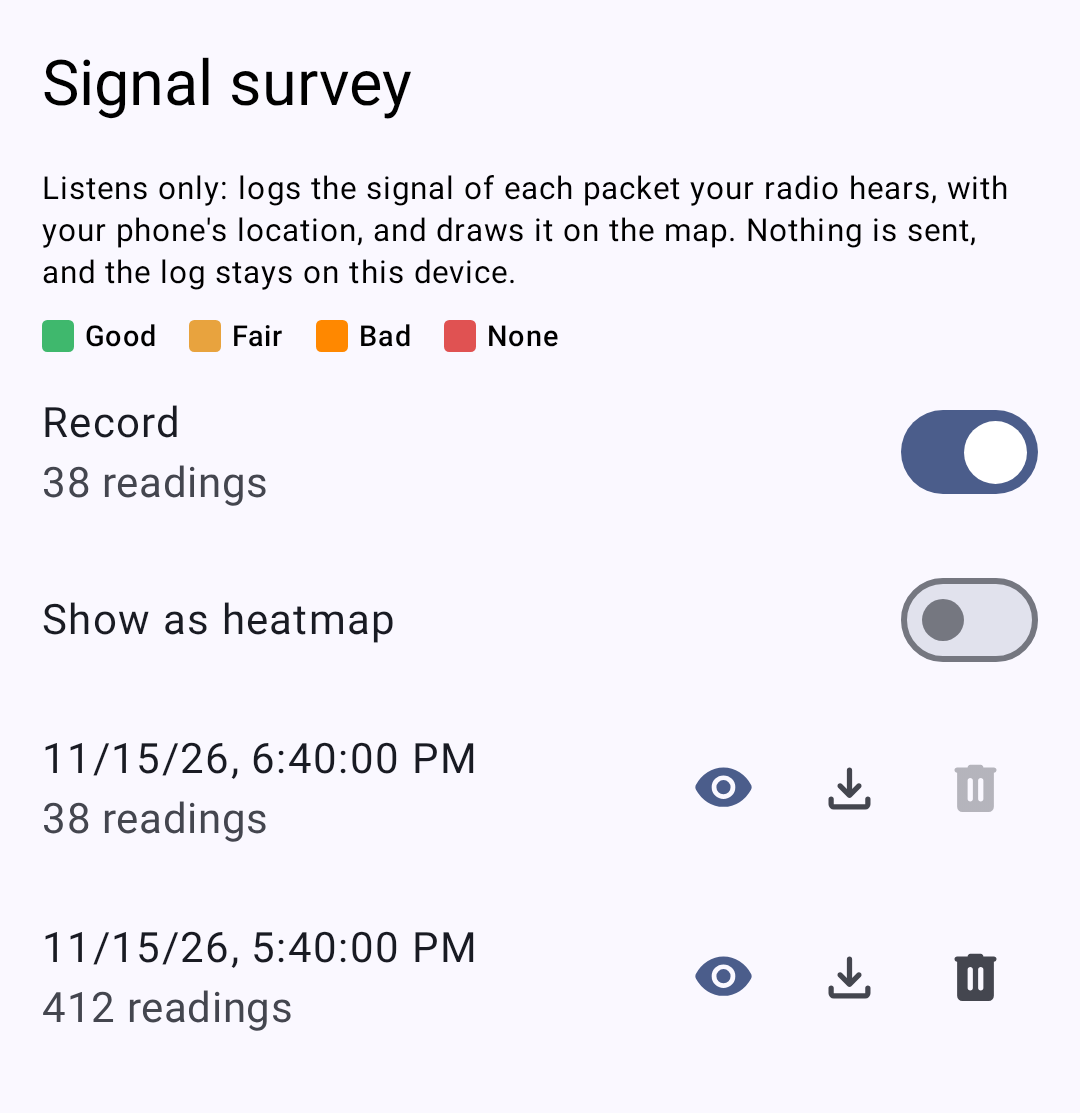 Signal survey
Listens only: logs the signal of each packet your radio hears, with
your phone's location, and draws it on the map. Nothing is sent,
and the log stays on this device.
Good Fair Bad None
Record
38 readings
Show as heatmap
11/15/26, 6:40:00 PM
38 readings
11/15/26, 5:40:00 PM
412 readings